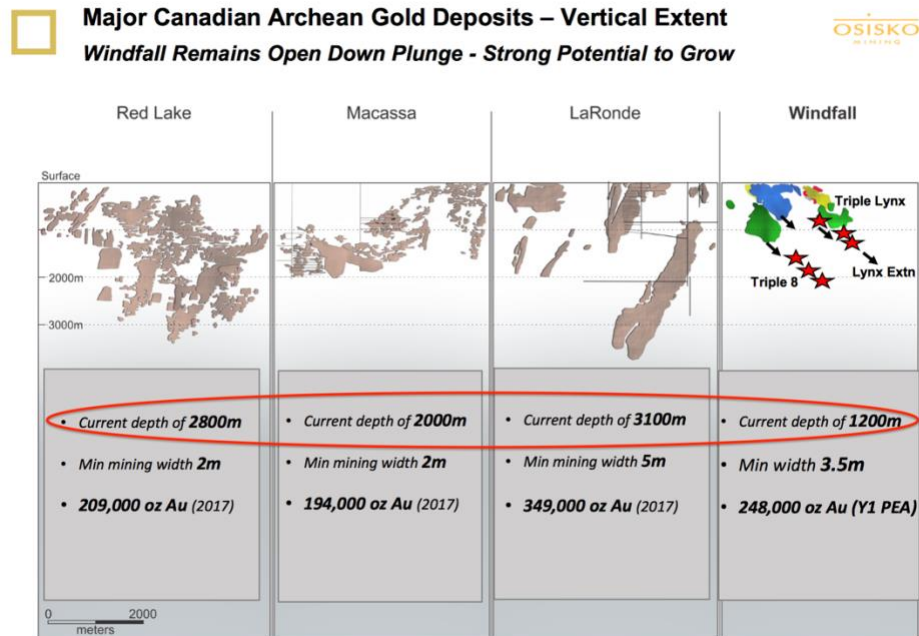 Major Canadian Archean Gold Deposits – Vertical Extent
Windfall Remains Open Down Plunge - Strong Potential to Grow
OSISKO
MINING
Red Lake
Macassa
LaRonde
Windfall
Surface
2000m
3000m
Triple Lynx
Lynx Extn
Triple 8
• Current depth of 2800m
• Min mining width 2m
• 209,000 oz Au (2017)
• Current depth of 2000m
• Min mining width 2m
• 194,000 oz Au (2017)
• Current depth of 3100m
• Min mining width 5m
• 349,000 oz Au (2017)
• Current depth of 1200m
• Min width 3.5m
• 248,000 oz Au (Y1 PEA)
0 2000
meters